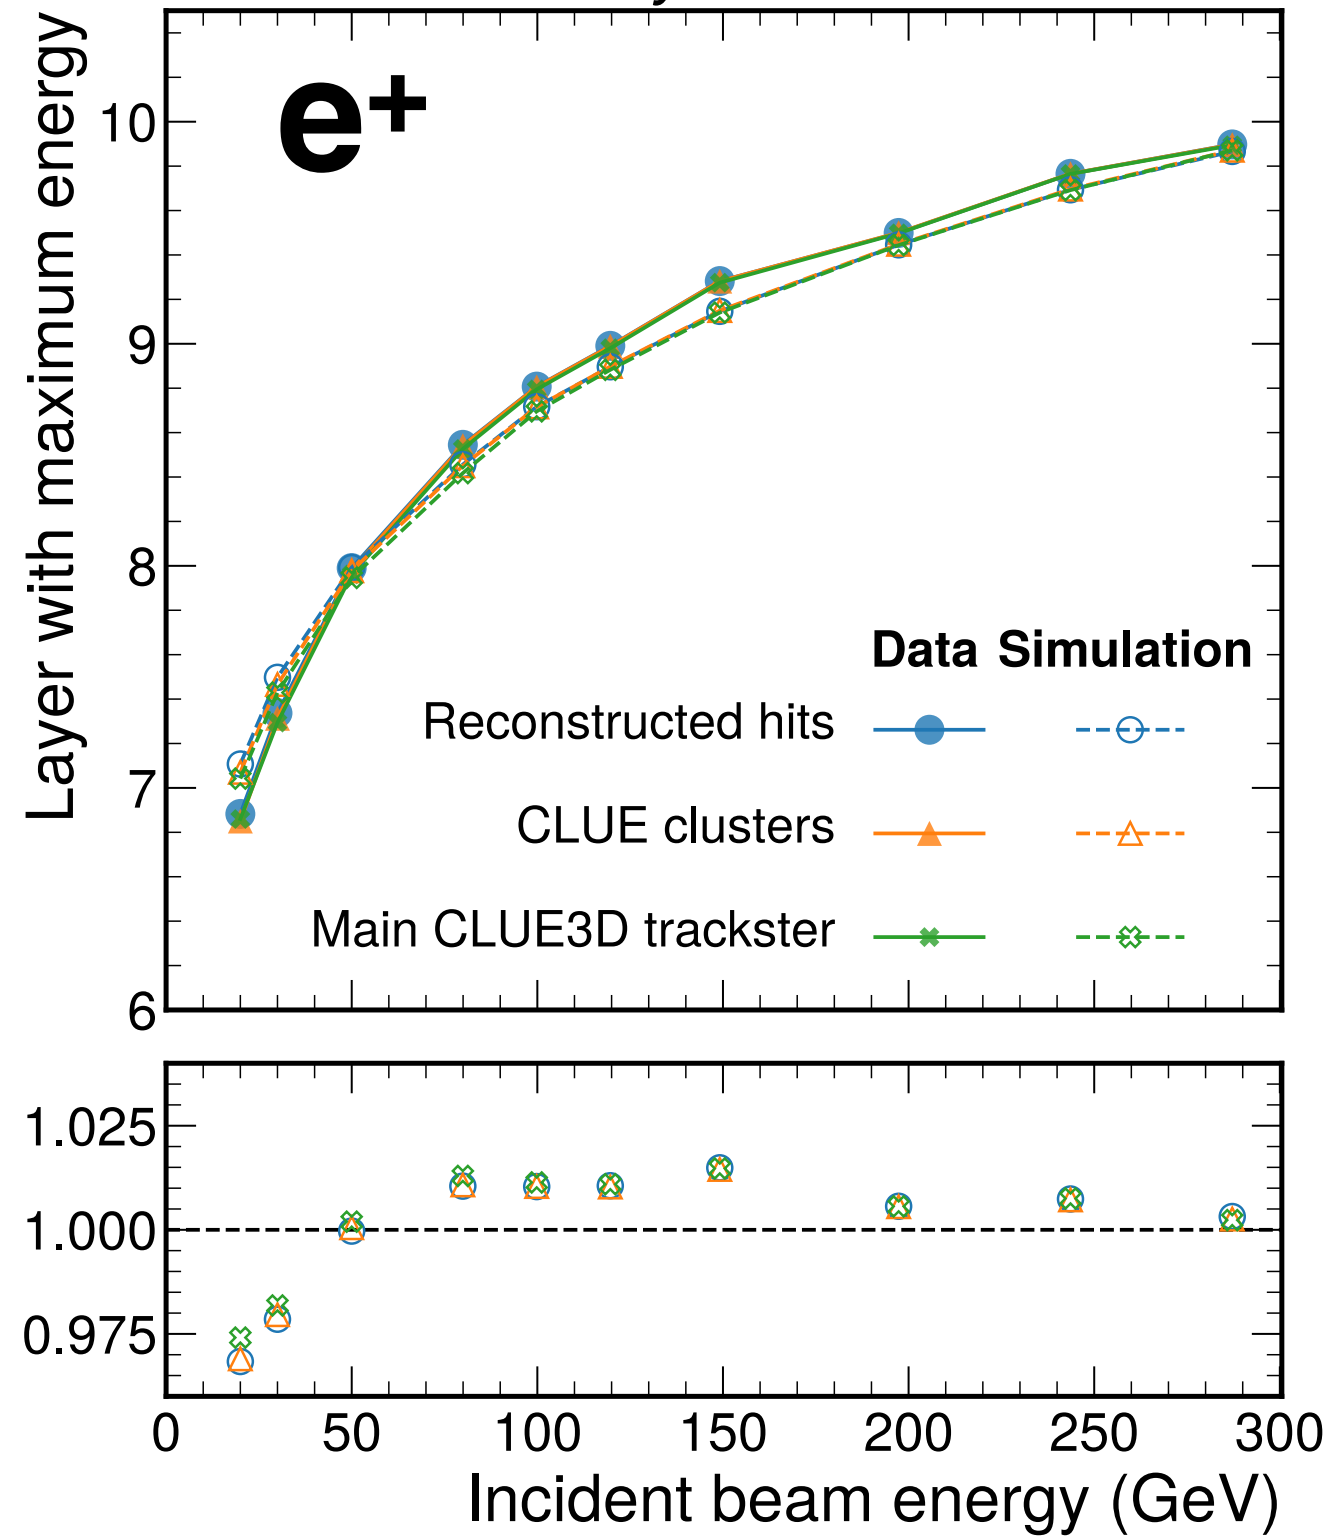 Layer with maximum energy
e+
10
9
8
7
6
Data Simulation
Reconstructed hits
CLUE clusters
Main CLUE3D trackster
1.025
1.000
0.975
0 50 100 150 200 250 300
Incident beam energy (GeV)